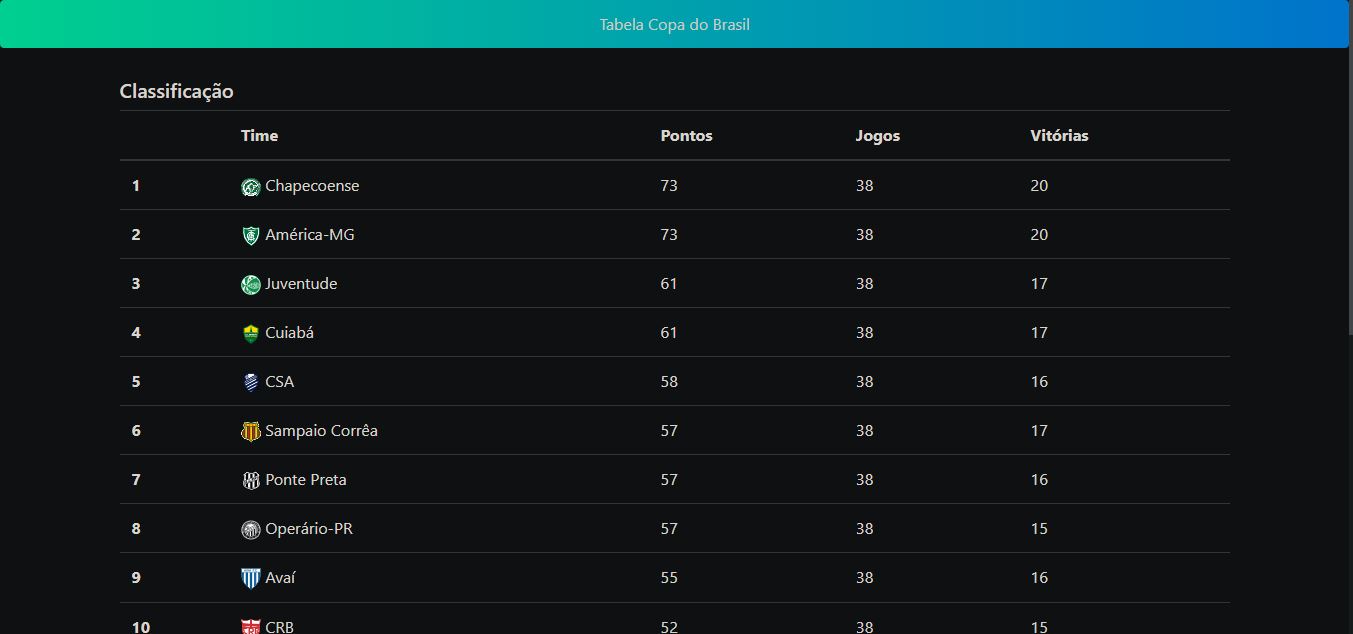 Tabela Copa do Brasil
Classificação
Time Pontos Jogos Vitórias
1 Chapecoense 73 38 20
2 América-MG 73 38 20
3 Juventude 61 38 17
4 Cuiabá 61 38 17
5 CSA 58 38 16
6 Sampaio Corrêa 57 38 17
7 Ponte Preta 57 38 16
8 Operário-PR 57 38 15
9 Avaí 55 38 16
10 CRB 52 38 15